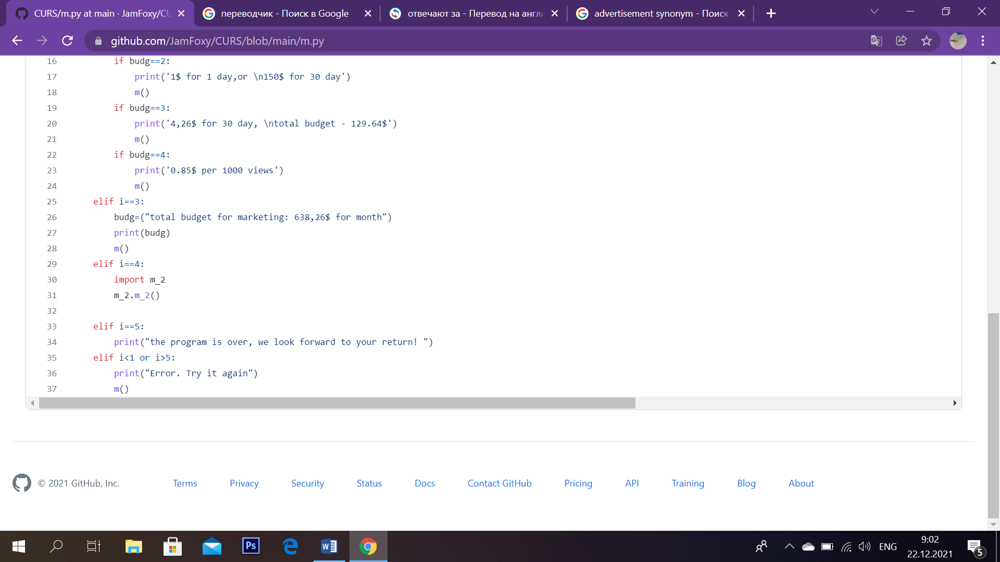 CURS/m.py at main · JamFoxy/CU
переводчик - Поиск в Google
отвечают за - Перевод на англи
advertisement synonym - Поиск
github.com/JamFoxy/CURS/blob/main/m.py
16 if budg==2:
17 print('1$ for 1 day,or \n150$ for 30 day')
18 m()
19 if budg==3:
20 print('4,26$ for 30 day, \ntotal budget - 129.64$')
21 m()
22 if budg==4:
23 print('0.85$ per 1000 views')
24 m()
25 elif i==3:
26 budg=("total budget for marketing: 638,26$ for month")
27 print(budg)
28 m()
29 elif i==4:
30 import m_2
31 m_2.m_2()
32
33 elif i==5:
34 print("the program is over, we look forward to your return! ")
35 elif i<1 or i>5:
36 print("Error. Try it again")
37 m()
© 2021 GitHub, Inc. Terms Privacy Security Status Docs Contact GitHub Pricing API Training Blog About
Ps
W
ENG
9:02
22.12.2021
5